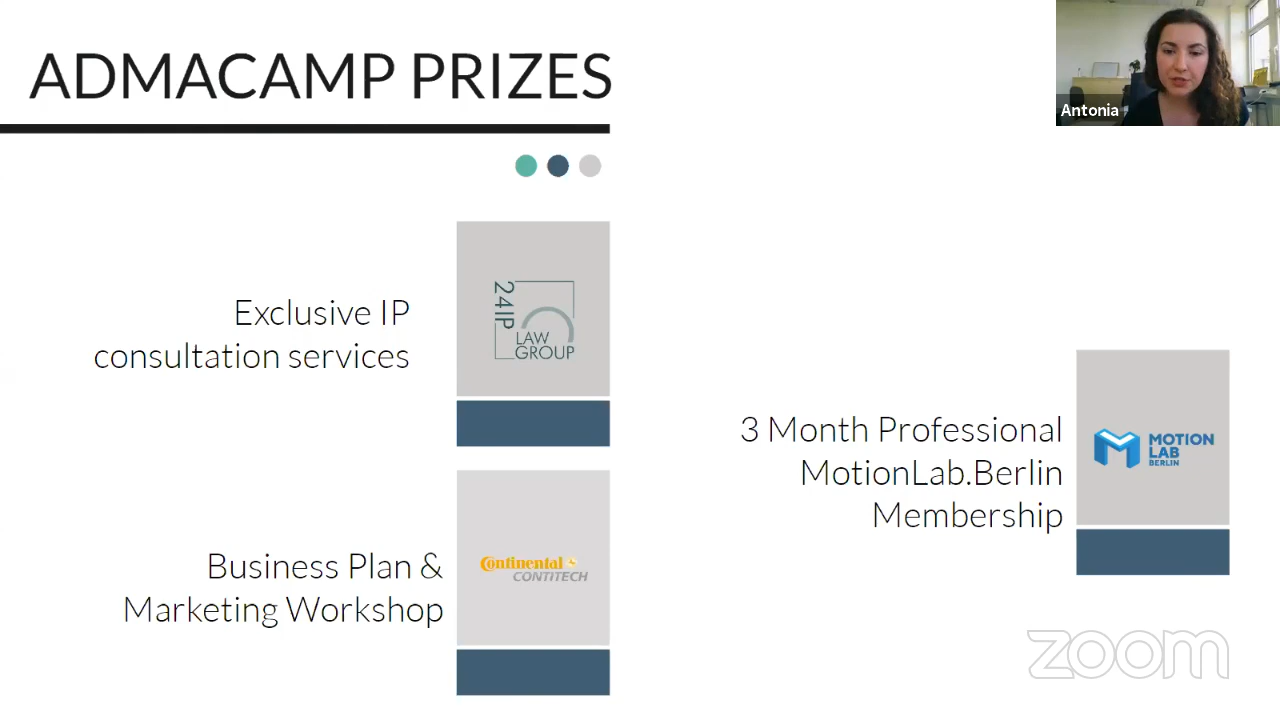 ADMACAMP PRIZES
Antonia
Exclusive IP
consultation services
24IP
LAW
GROUP
Business Plan &
Marketing Workshop
Continental
CONTITECH
3 Month Professional
MotionLab.Berlin
Membership
MOTION
LAB
BERLIN
zoom